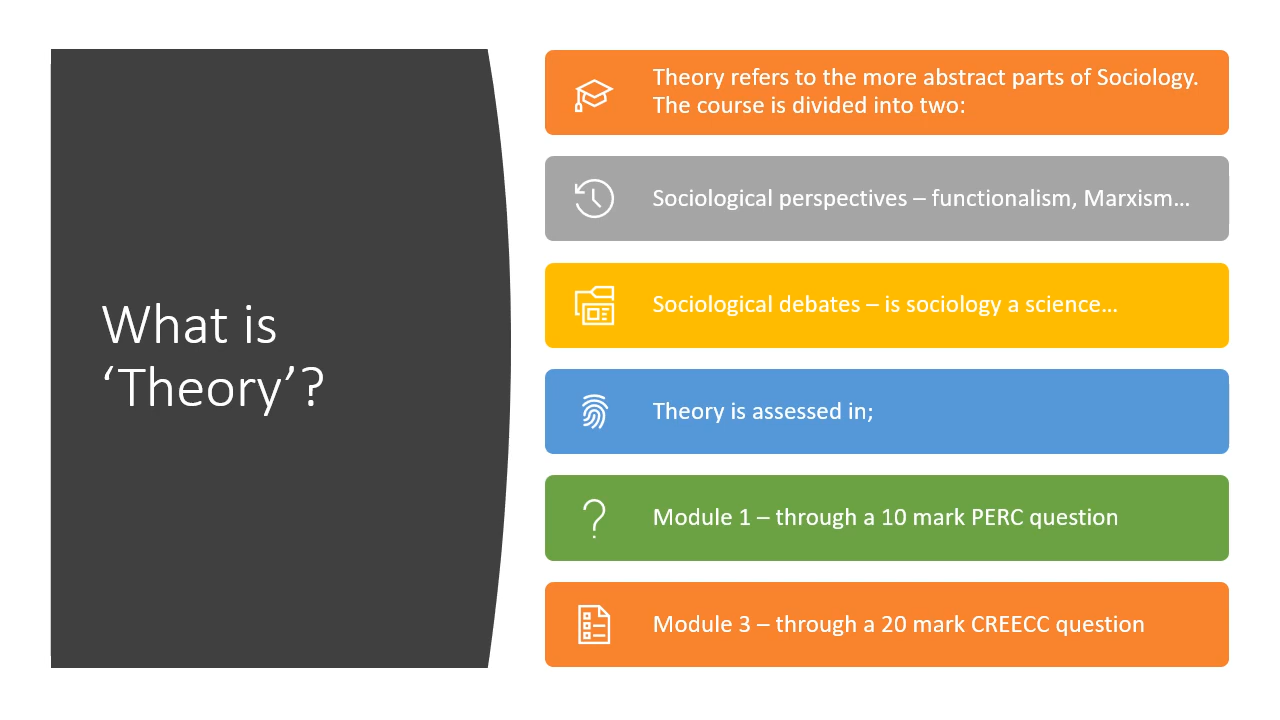 What is
‘Theory’?
Theory refers to the more abstract parts of Sociology.
The course is divided into two:
Sociological perspectives – functionalism, Marxism…
Sociological debates – is sociology a science…
Theory is assessed in;
Module 1 – through a 10 mark PERC question
Module 3 – through a 20 mark CREECC question